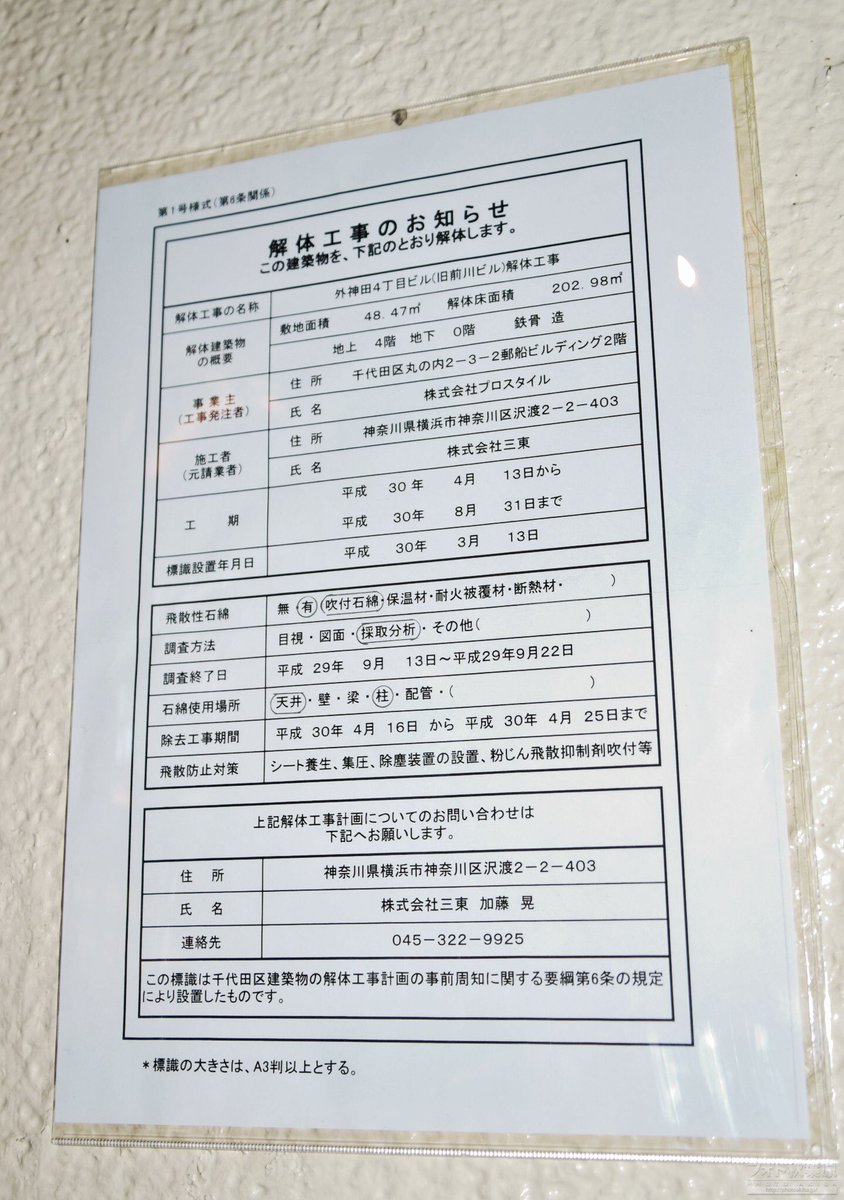 第1号様式(第6条関係)
解体工事のお知らせ
この建築物を、下記のとおり解体します。
解体工事の名称 外神田4丁目ビル(旧前川ビル)解体工事
解体建築物の概要 敷地面積 48.47㎡ 解体床面積 202.98㎡
地上 4階 地下 0階 鉄骨 造
事業主(工事発注者) 住所 千代田区丸の内2-3-2郵船ビルディング2階
氏名 株式会社プロスタイル
施工者(元請業者) 住所 神奈川県横浜市神奈川区沢渡2-2-403
氏名 株式会社三東
工期 平成 30年 4月 13日から
平成 30年 8月 31日まで
標識設置年月日 平成 30年 3月 13日
飛散性石綿 無・有(吹付石綿・保温材・耐火被覆材・断熱材・ )
調査方法 目視・図面・採取分析・その他( )
調査終了日 平成 29年 9月 13日～平成29年9月22日
石綿使用場所 天井・壁・梁・柱・配管・( )
除去工事期間 平成 30年 4月 16日 から 平成 30年 4月 25日まで
飛散防止対策 シート養生、集圧、除塵装置の設置、粉じん飛散抑制剤吹付等
上記解体工事計画についてのお問い合わせは
下記へお願いします。
住所 神奈川県横浜市神奈川区沢渡2-2-403
氏名 株式会社三東 加藤 晃
連絡先 045-322-9925
この標識は千代田区建築物の解体工事計画の事前周知に関する要綱第6条の規定
により設置したものです。
*標識の大きさは、A3判以上とする。